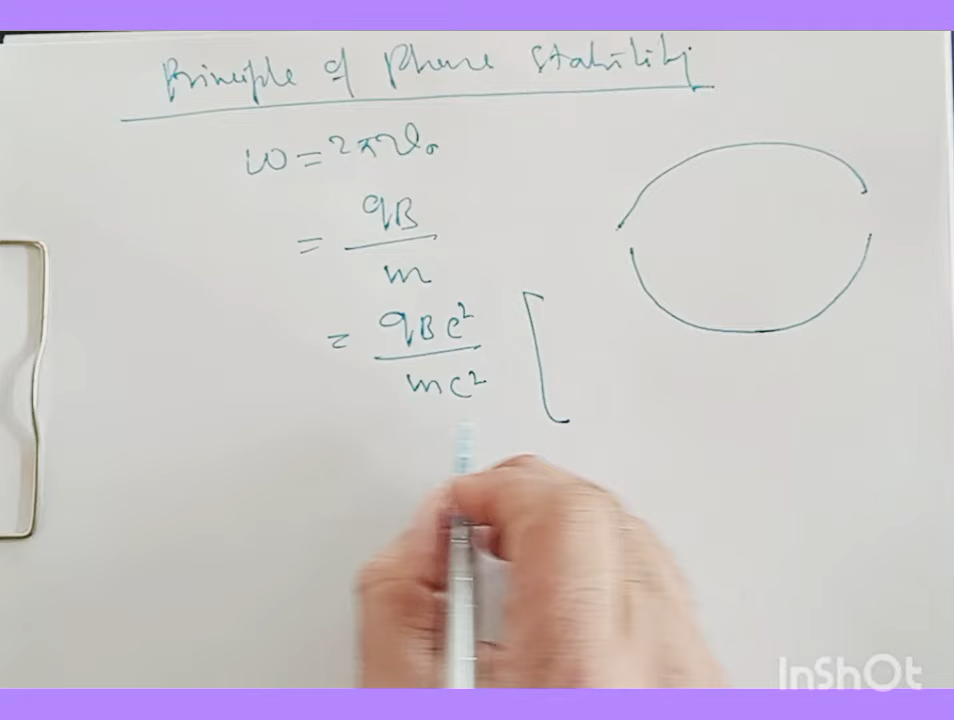 Principle of Phase Stability
ω = 2πν₀
= qB / m
= qBc² / mc²
InShOt